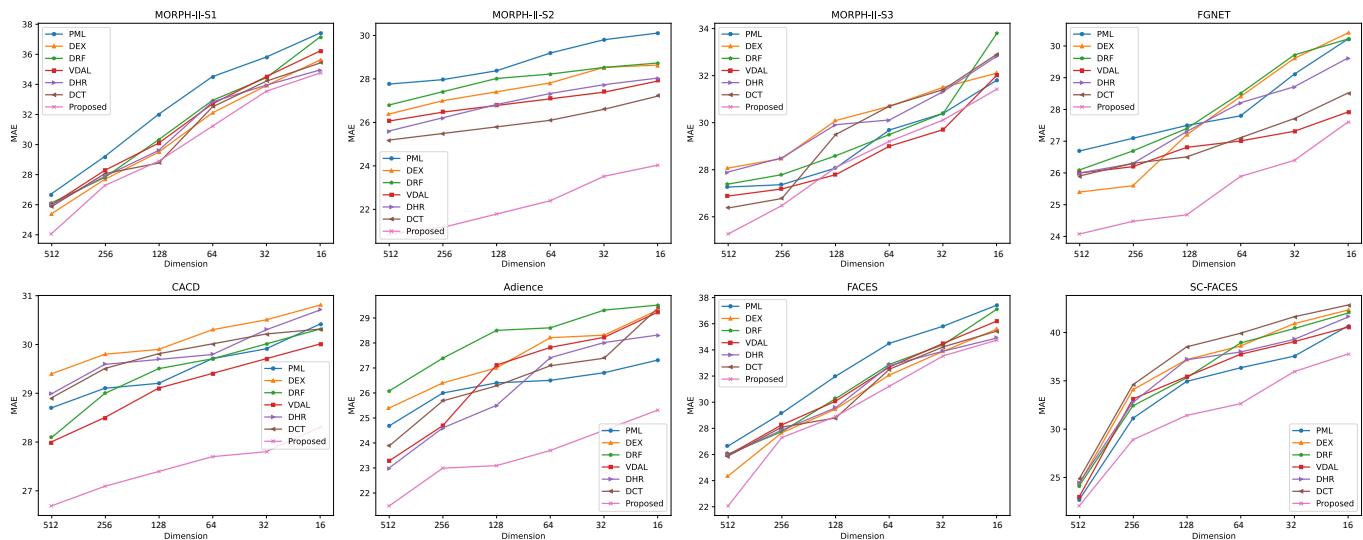 MORPH-II-S1
38
36
34
32
30
28
26
24
MAE
PML
DEX
DRF
VDAL
DHR
DCT
Proposed
512 256 128 64 32 16
Dimension
MORPH-II-S2
30
28
26
24
22
MAE
PML
DEX
DRF
VDAL
DHR
DCT
Proposed
512 256 128 64 32 16
Dimension
MORPH-II-S3
34
32
30
28
26
MAE
PML
DEX
DRF
VDAL
DHR
DCT
Proposed
512 256 128 64 32 16
Dimension
FGNET
30
29
28
27
26
25
24
MAE
PML
DEX
DRF
VDAL
DHR
DCT
Proposed
512 256 128 64 32 16
Dimension
CACD
31
30
29
28
27
MAE
PML
DEX
DRF
VDAL
DHR
DCT
Proposed
512 256 128 64 32 16
Dimension
Adience
29
28
27
26
25
24
23
22
MAE
PML
DEX
DRF
VDAL
DHR
DCT
Proposed
512 256 128 64 32 16
Dimension
FACES
38
36
34
32
30
28
26
24
22
MAE
PML
DEX
DRF
VDAL
DHR
DCT
Proposed
512 256 128 64 32 16
Dimension
SC-FACES
40
35
30
25
MAE
PML
DEX
DRF
VDAL
DHR
DCT
Proposed
512 256 128 64 32 16
Dimension